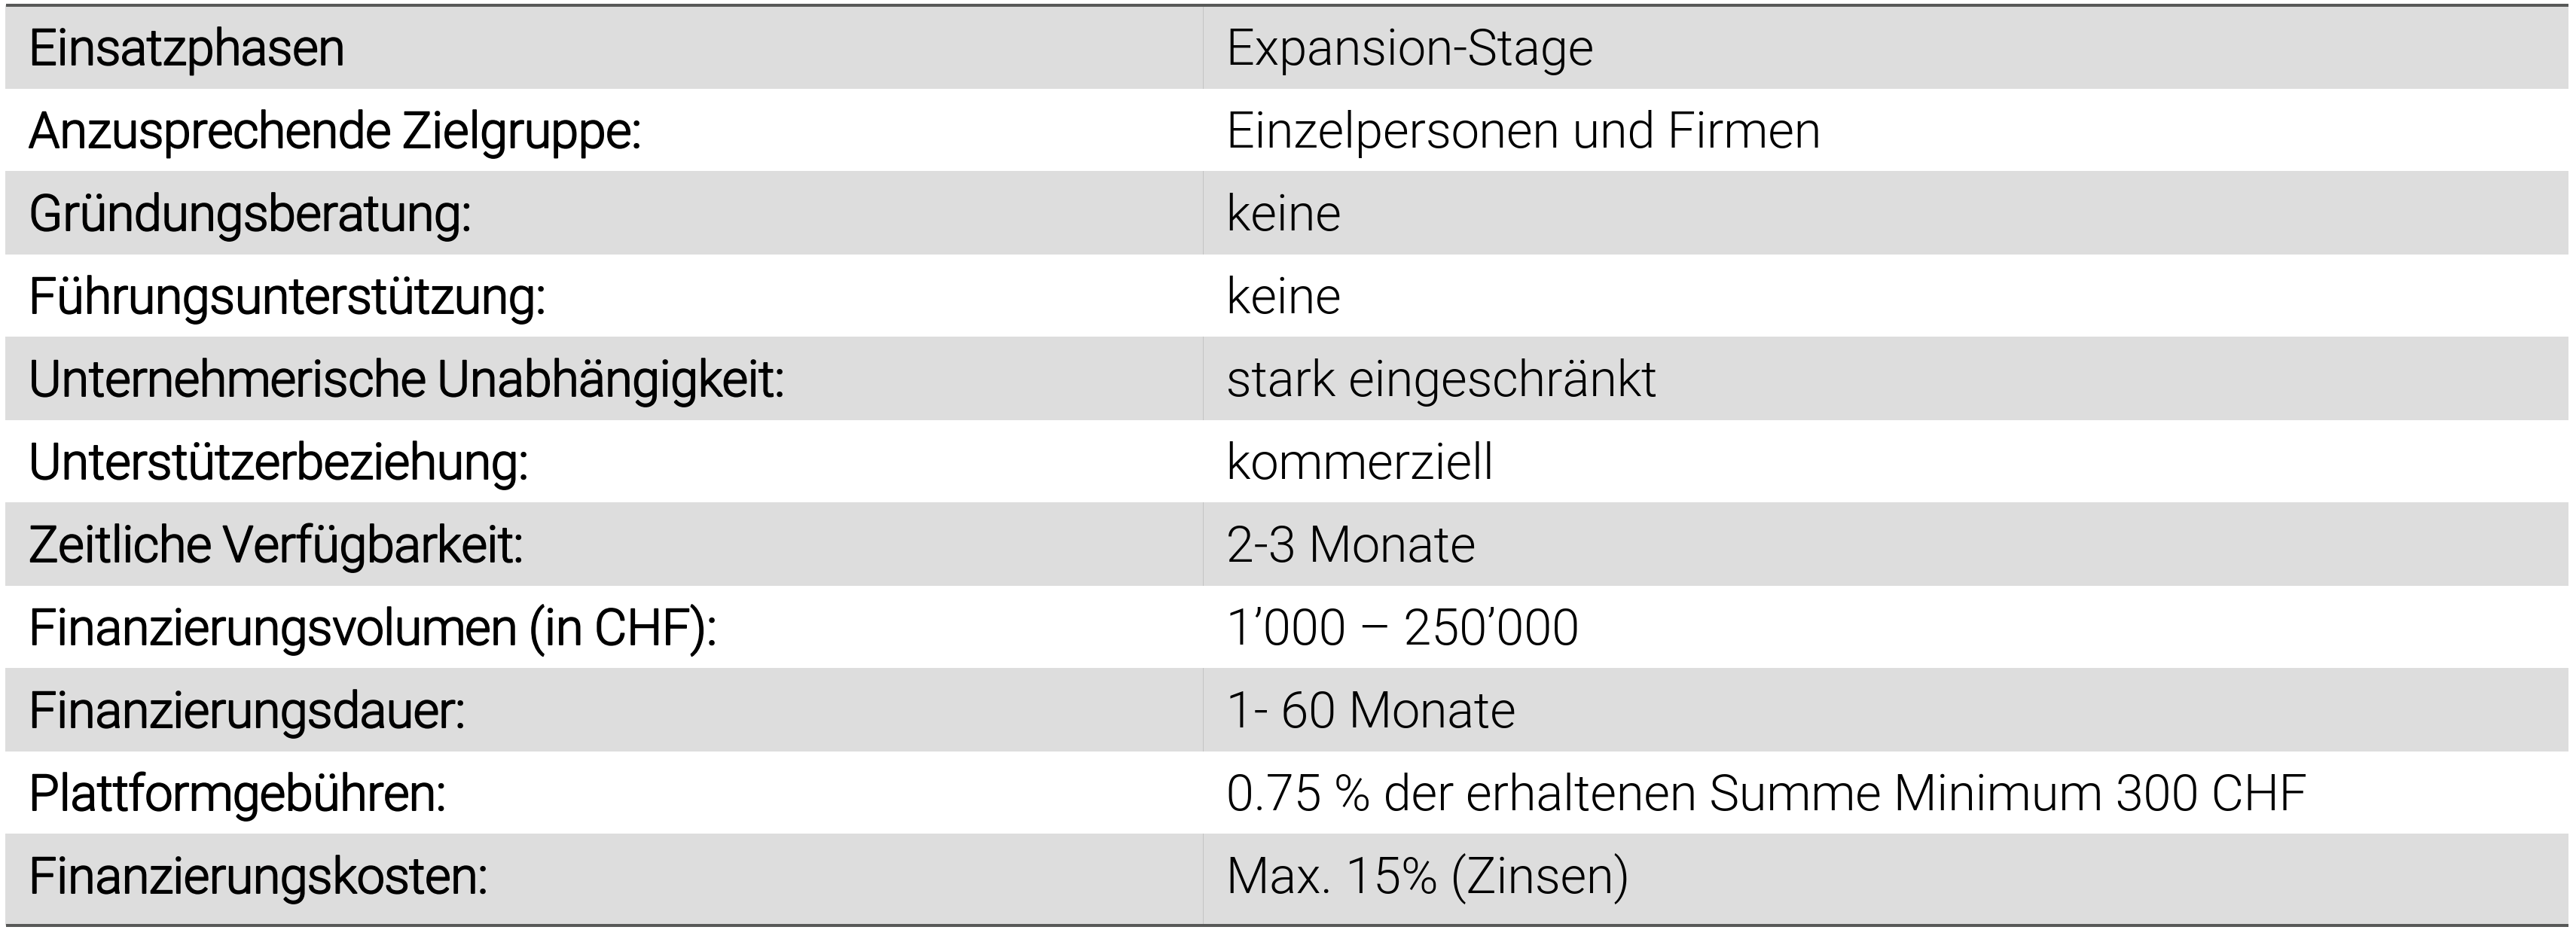 Einsatzphasen Expansion-Stage
Anzusprechende Zielgruppe: Einzelpersonen und Firmen
Gründungsberatung: keine
Führungsunterstützung: keine
Unternehmerische Unabhängigkeit: stark eingeschränkt
Unterstützerbeziehung: kommerziell
Zeitliche Verfügbarkeit: 2-3 Monate
Finanzierungsvolumen (in CHF): 1’000 – 250’000
Finanzierungsdauer: 1- 60 Monate
Plattformgebühren: 0.75 % der erhaltenen Summe Minimum 300 CHF
Finanzierungskosten: Max. 15% (Zinsen)